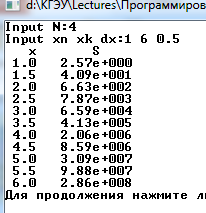 d:\КГЭУ\Lectures\Программиров
Input N:4
Input xn xk dx:1 6 0.5
x S
1.0 2.57e+000
1.5 4.09e+001
2.0 6.63e+002
2.5 7.87e+003
3.0 6.59e+004
3.5 4.13e+005
4.0 2.06e+006
4.5 8.59e+006
5.0 3.09e+007
5.5 9.88e+007
6.0 2.86e+008
Для продолжения нажмите л